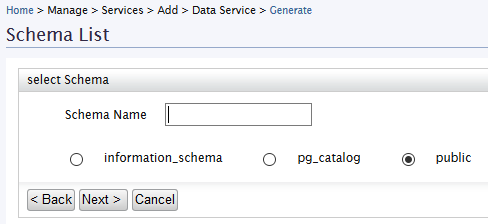 Home > Manage > Services > Add > Data Service > Generate
Schema List
select Schema
Schema Name
information_schema pg_catalog public
< Back Next > Cancel